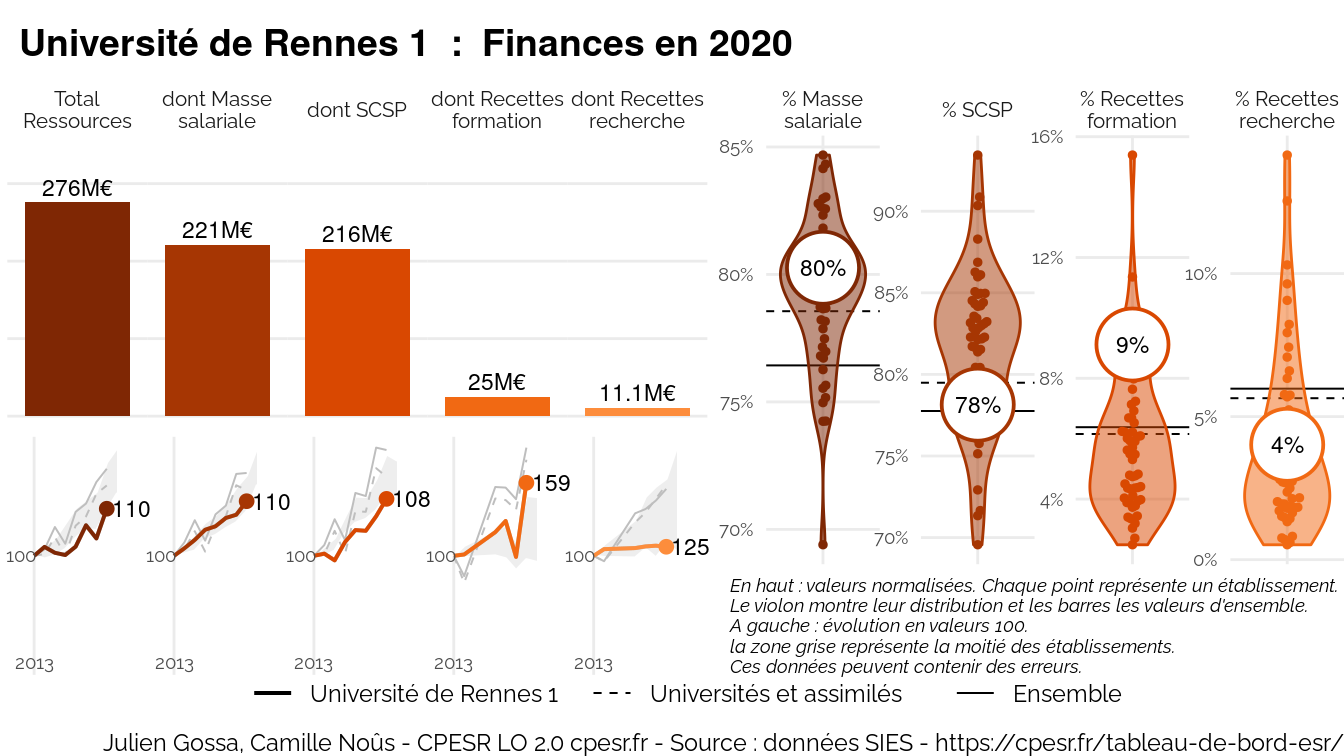 Université de Rennes 1 : Finances en 2020
Total
Ressources
dont Masse
salariale
dont SCSP
dont Recettes
formation
dont Recettes
recherche
276M€
221M€
216M€
25M€
11.1M€
110
110
108
159
125
100
100
100
100
100
2013
2013
2013
2013
2013
% Masse
salariale
85%
80%
75%
70%
80%
% SCSP
90%
85%
80%
75%
70%
78%
% Recettes
formation
16%
12%
8%
4%
9%
% Recettes
recherche
10%
5%
0%
4%
En haut : valeurs normalisées. Chaque point représente un établissement.
Le violon montre leur distribution et les barres les valeurs d'ensemble.
A gauche : évolution en valeurs 100.
la zone grise représente la moitié des établissements.
Ces données peuvent contenir des erreurs.
Université de Rennes 1
Universités et assimilés
Ensemble
Julien Gossa, Camille Noûs - CPESR LO 2.0 cpesr.fr - Source : données SIES - https://cpesr.fr/tableau-de-bord-esr/